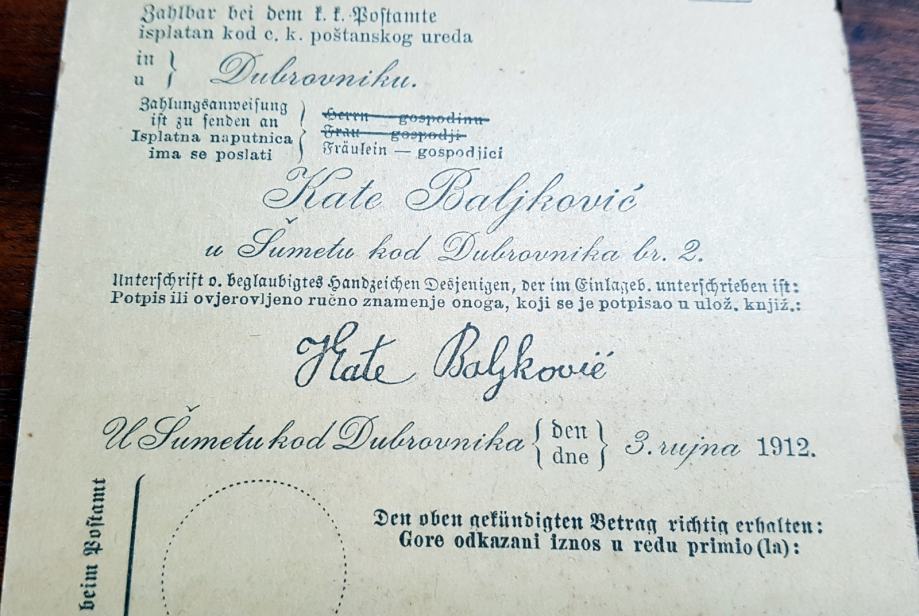 Zahlbar bei dem k. k. Postamte
isplatan kod c. k. poštanskog ureda
in
u
Dubrovniku.
Zahlungsanweisung
ist zu senden an
Isplatna naputnica
ima se poslati
Herrn — gospodinu
Frau — gospodji
Fräulein — gospodjici
Kate Baljković
u Šumetu kod Dubrovnika br. 2.
Unterschrift o. beglaubigtes Handzeichen Desjenigen, der im Einlageb. unterschrieben ist:
Potpis ili ovjerovljeno ručno znamenje onoga, koji se je potpisao u ulož. knjiž.:
Kate Baljković
U Šumetu kod Dubrovnika
den
dne
3. rujna 1912.
Den oben gekündigten Betrag richtig erhalten:
Gore odkazani iznos u redu primio (la):
beim Postamt